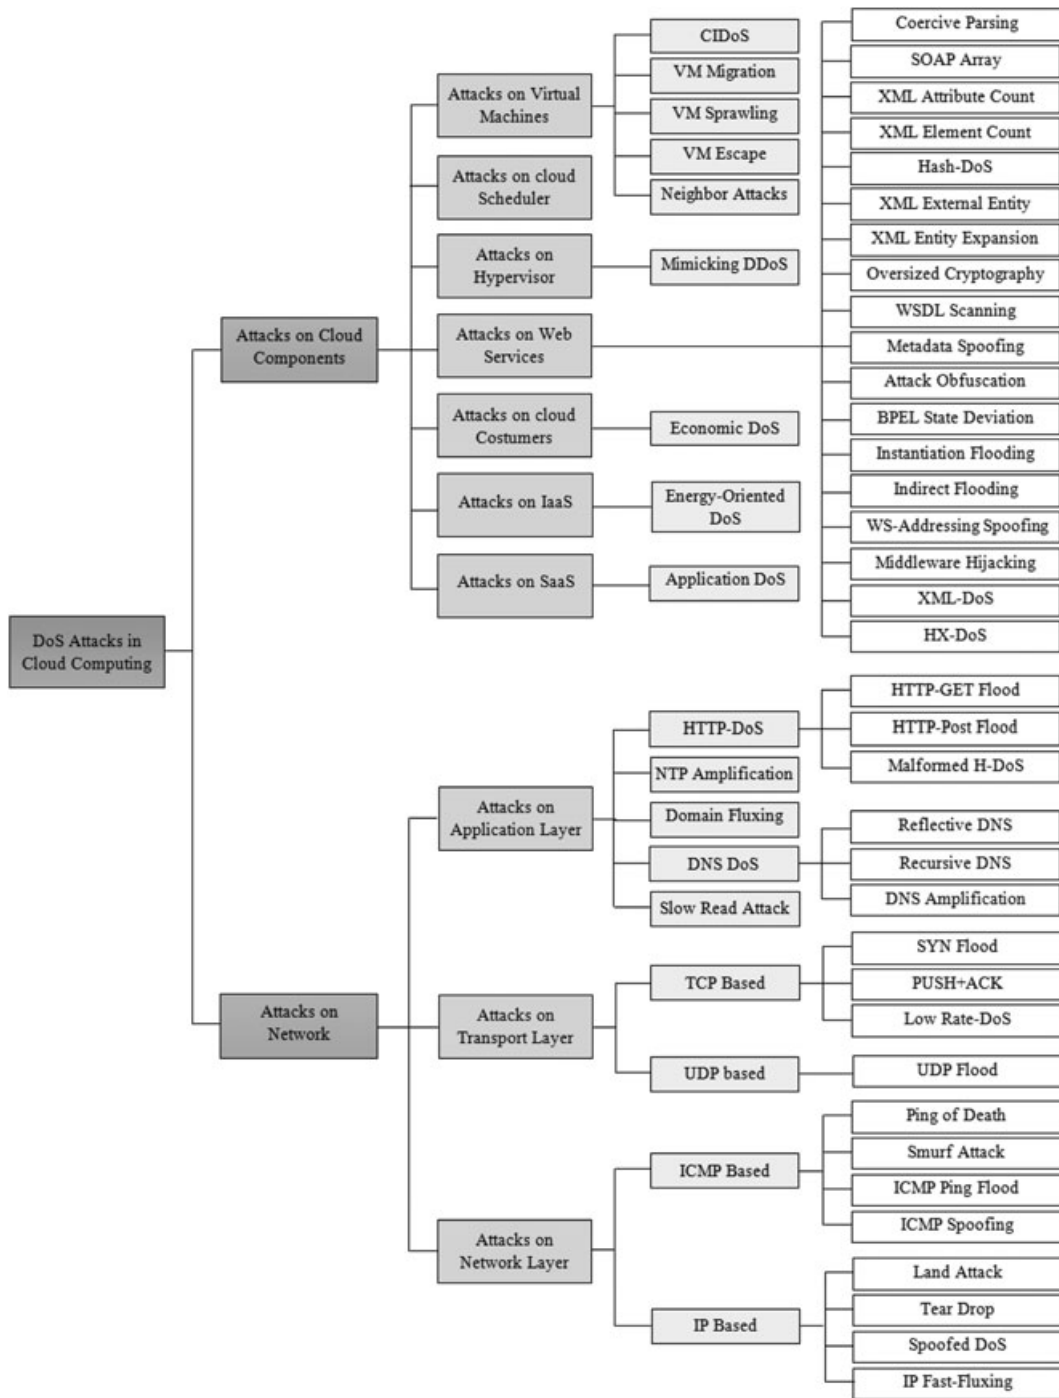 DoS Attacks in
Cloud Computing
Attacks on Cloud
Components
Attacks on Virtual
Machines
CIDoS
VM Migration
VM Sprawling
VM Escape
Neighbor Attacks
Attacks on cloud
Scheduler
Attacks on
Hypervisor
Mimicking DDoS
Attacks on Web
Services
Coercive Parsing
SOAP Array
XML Attribute Count
XML Element Count
Hash-DoS
XML External Entity
XML Entity Expansion
Oversized Cryptography
WSDL Scanning
Metadata Spoofing
Attack Obfuscation
BPEL State Deviation
Instantiation Flooding
Indirect Flooding
WS-Addressing Spoofing
Middleware Hijacking
XML-DoS
HX-DoS
Attacks on cloud
Costumers
Economic DoS
Attacks on IaaS
Energy-Oriented
DoS
Attacks on SaaS
Application DoS
Attacks on
Network
Attacks on
Application Layer
HTTP-DoS
HTTP-GET Flood
HTTP-Post Flood
Malformed H-DoS
NTP Amplification
Domain Fluxing
DNS DoS
Reflective DNS
Recursive DNS
DNS Amplification
Slow Read Attack
Attacks on
Transport Layer
TCP Based
SYN Flood
PUSH+ACK
Low Rate-DoS
UDP based
UDP Flood
Attacks on
Network Layer
ICMP Based
Ping of Death
Smurf Attack
ICMP Ping Flood
ICMP Spoofing
IP Based
Land Attack
Tear Drop
Spoofed DoS
IP Fast-Fluxing